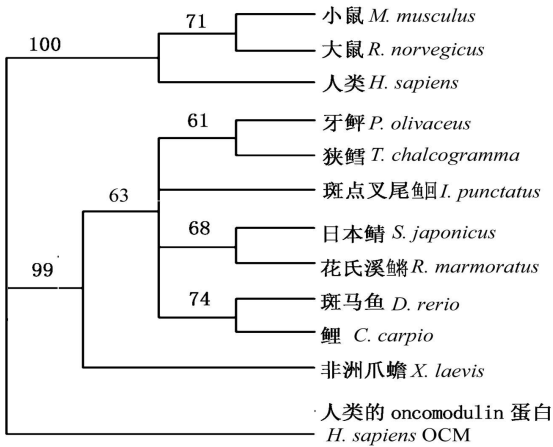 71
小鼠 M. musculus
100
大鼠 R. norvegicus
人类 H. sapiens
61
牙鲆 P. olivaceus
狭鳕 T. chalcogramma
63
斑点叉尾鮰 I. punctatus
68
日本鲭 S. japonicus
99
花氏溪鳉 R. marmoratus
74
斑马鱼 D. rerio
鲤 C. carpio
非洲爪蟾 X. laevis
人类的 oncomodulin 蛋白
H. sapiens OCM